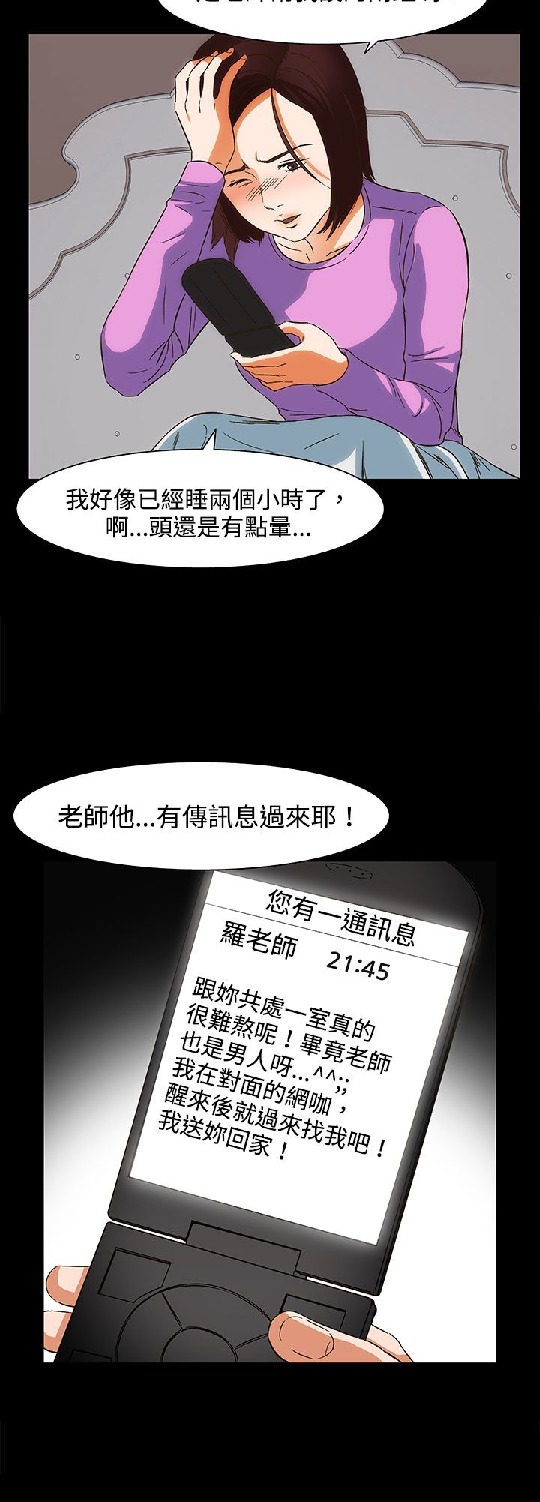 我好像已經睡兩個小時了，
啊...頭還是有點暈...
老師他...有傳訊息過來耶！
您有一通訊息
羅老師 21:45
跟妳共處一室真的
很難熬呢！畢竟老師
也是男人呀...^^;;
我在對面的網咖，
醒來後就過來找我吧！
我送妳回家！